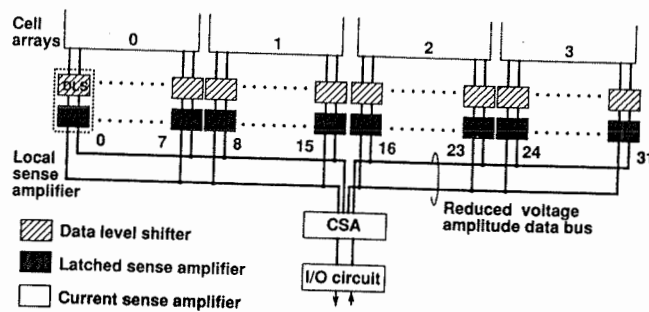 Cell
arrays
0
1
2
3
DLS
0
7
8
15
16
23
24
31
Local
sense amplifier
CSA
Reduced voltage
amplitude data bus
I/O circuit
Data level shifter
Latched sense amplifier
Current sense amplifier